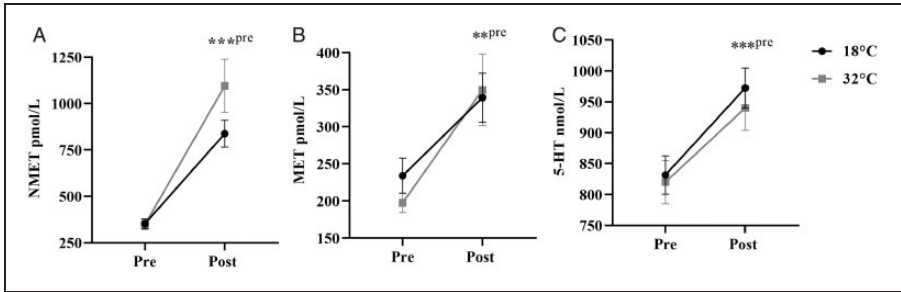 A
NMET pmol/L
1250
1000
750
500
250
***pre
Pre Post
B
MET pmol/L
400
350
300
250
200
150
**pre
Pre Post
C
5-HT nmol/L
1050
1000
950
900
850
800
750
***pre
Pre Post
18°C
32°C